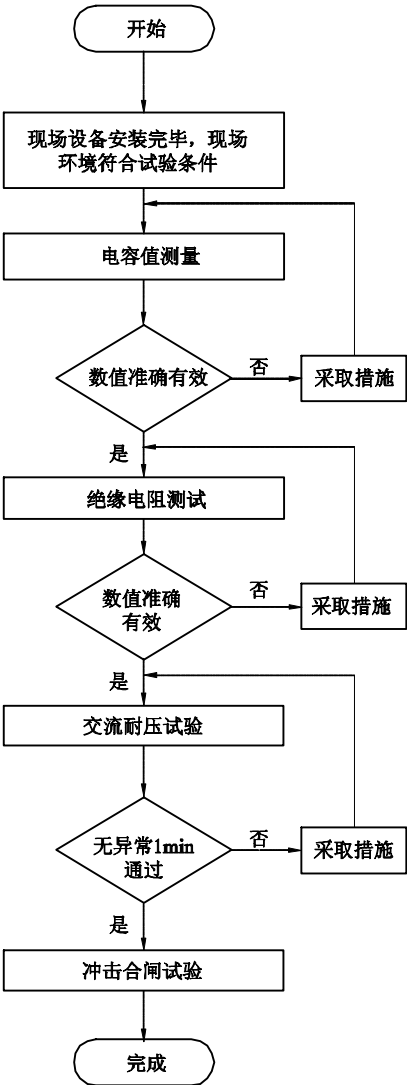 开始
现场设备安装完毕，现场
环境符合试验条件
电容值测量
数值准确有效
否
采取措施
是
绝缘电阻测试
数值准确
有效
否
采取措施
是
交流耐压试验
无异常1min
通过
否
采取措施
是
冲击合闸试验
完成